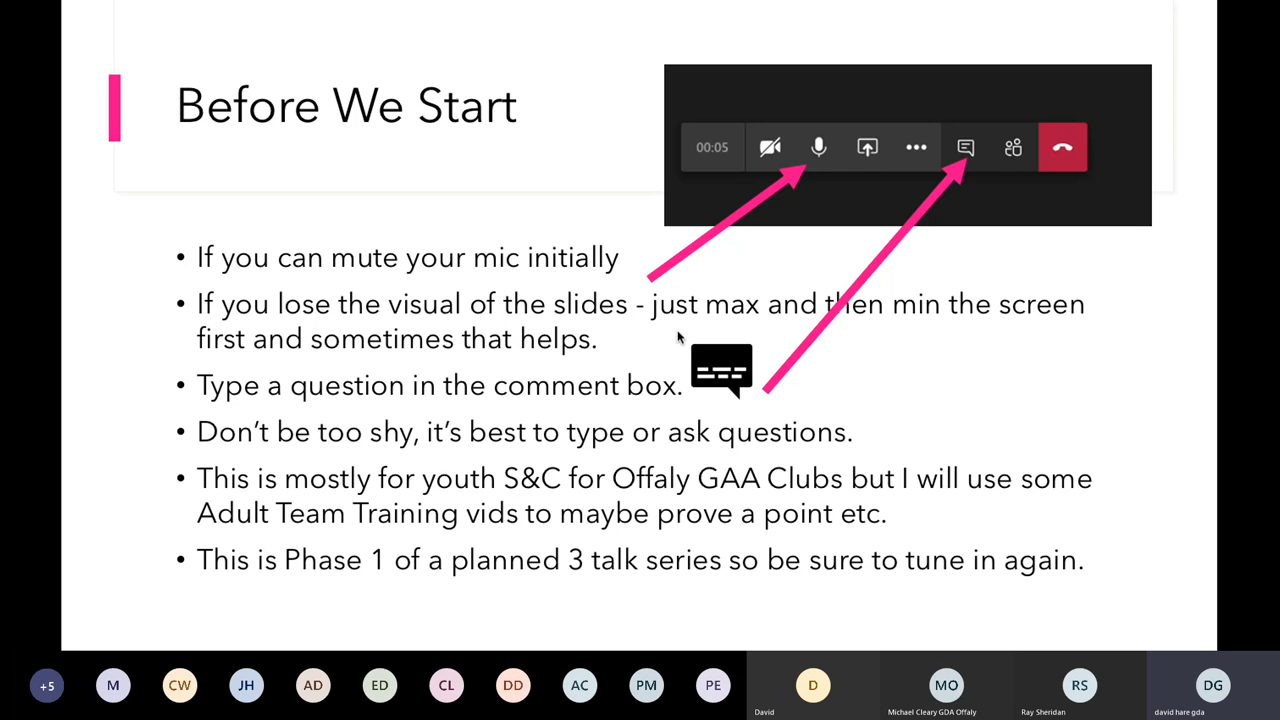 Before We Start
00:05
• If you can mute your mic initially
• If you lose the visual of the slides - just max and then min the screen
first and sometimes that helps.
• Type a question in the comment box.
• Don’t be too shy, it’s best to type or ask questions.
• This is mostly for youth S&C for Offaly GAA Clubs but I will use some
Adult Team Training vids to maybe prove a point etc.
• This is Phase 1 of a planned 3 talk series so be sure to tune in again.
+5 M CW JH AD ED CL DD AC PM PE D MO RS DG
David Michael Cleary GDA Offaly Ray Sheridan david hare gda